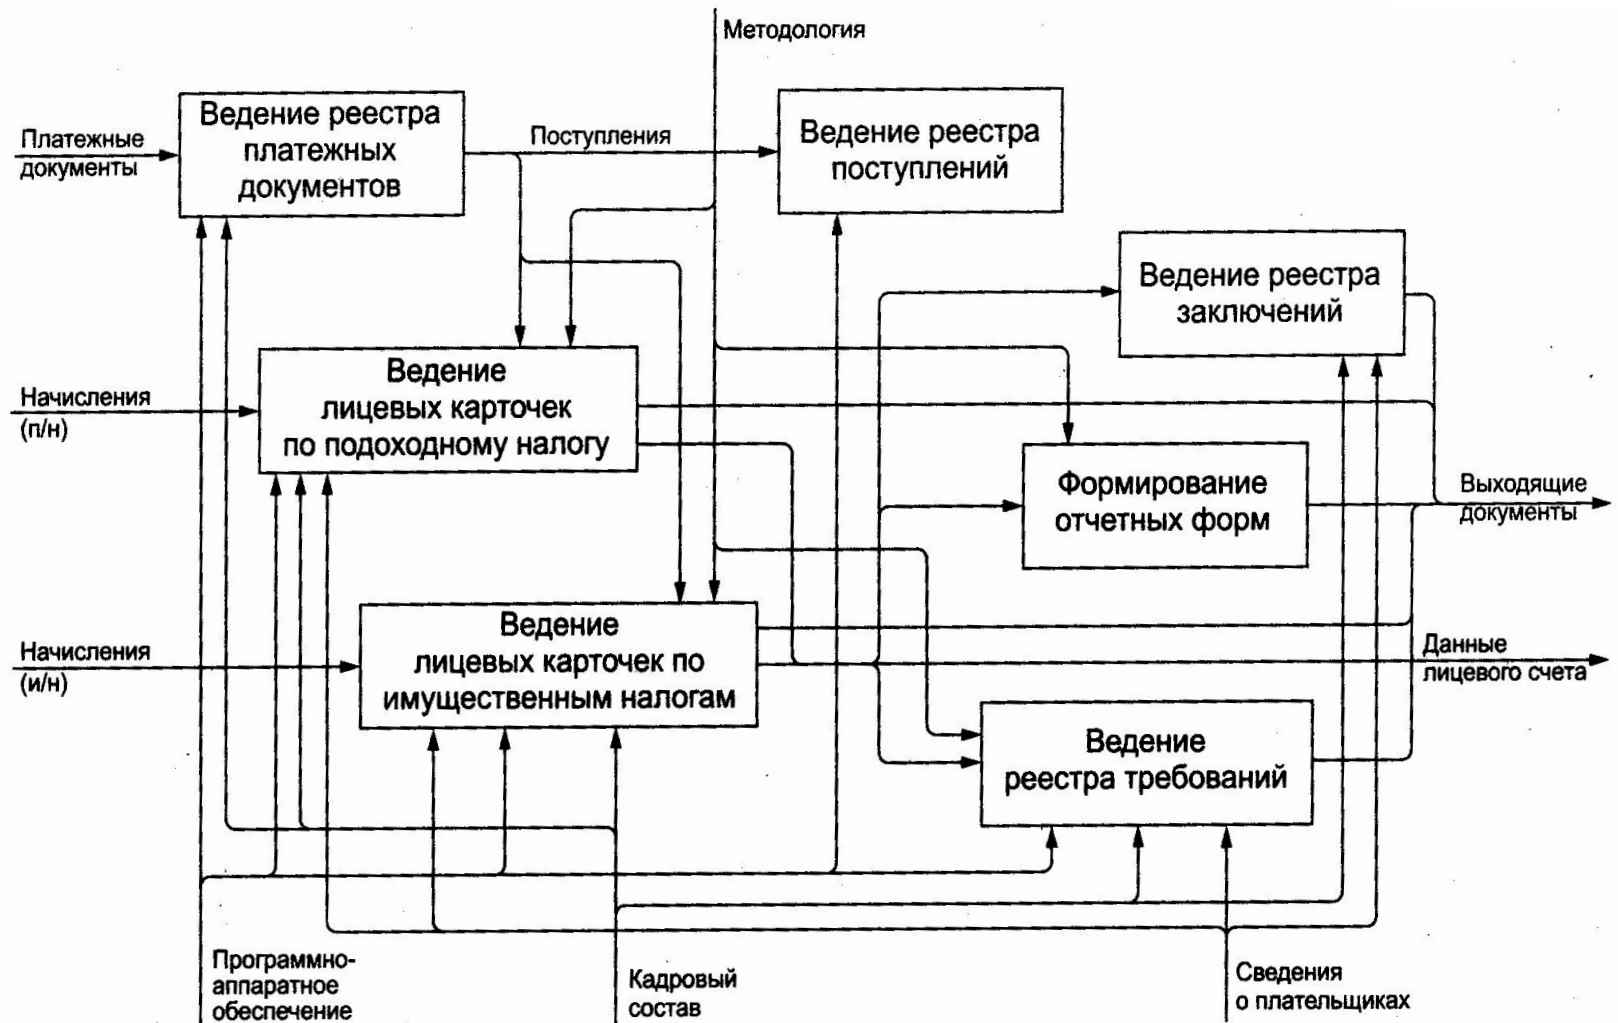 Методология
Платежные
документы
Ведение реестра
платежных
документов
Поступления
Ведение реестра
поступлений
Ведение реестра
заключений
Начисления
(п/н)
Ведение
лицевых карточек
по подоходному налогу
Формирование
отчетных форм
Выходящие
документы
Начисления
(и/н)
Ведение
лицевых карточек по
имущественным налогам
Данные
лицевого счета
Ведение
реестра требований
Программно-
аппаратное
обеспечение
Кадровый
состав
Сведения
о плательщиках